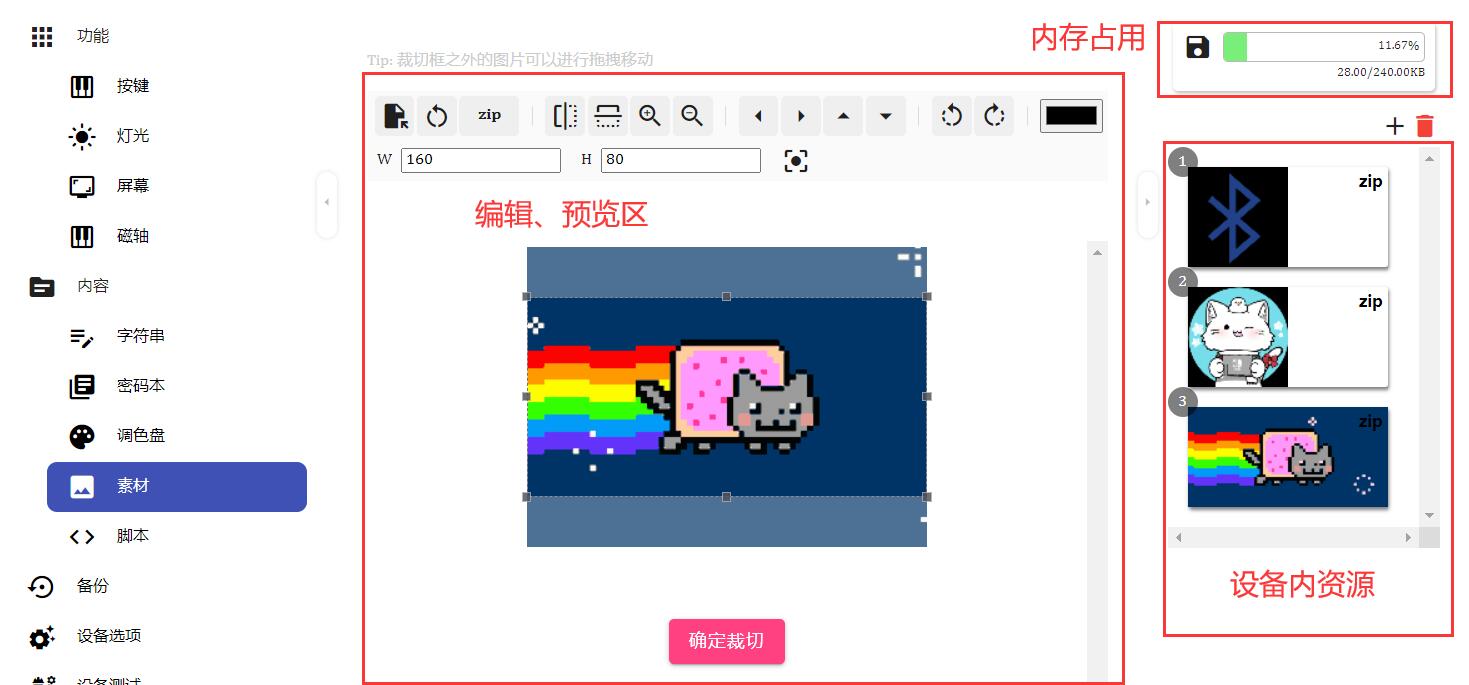 功能
按键
灯光
屏幕
磁轴
内容
字符串
密码本
调色盘
素材
脚本
备份
设备选项
设备测试
Tip: 裁切框之外的图片可以进行拖拽移动
zip
W 160 H 80
编辑、预览区
确定裁切
内存占用
11.67%
28.00/240.00KB
1
zip
2
zip
3
zip
设备内资源